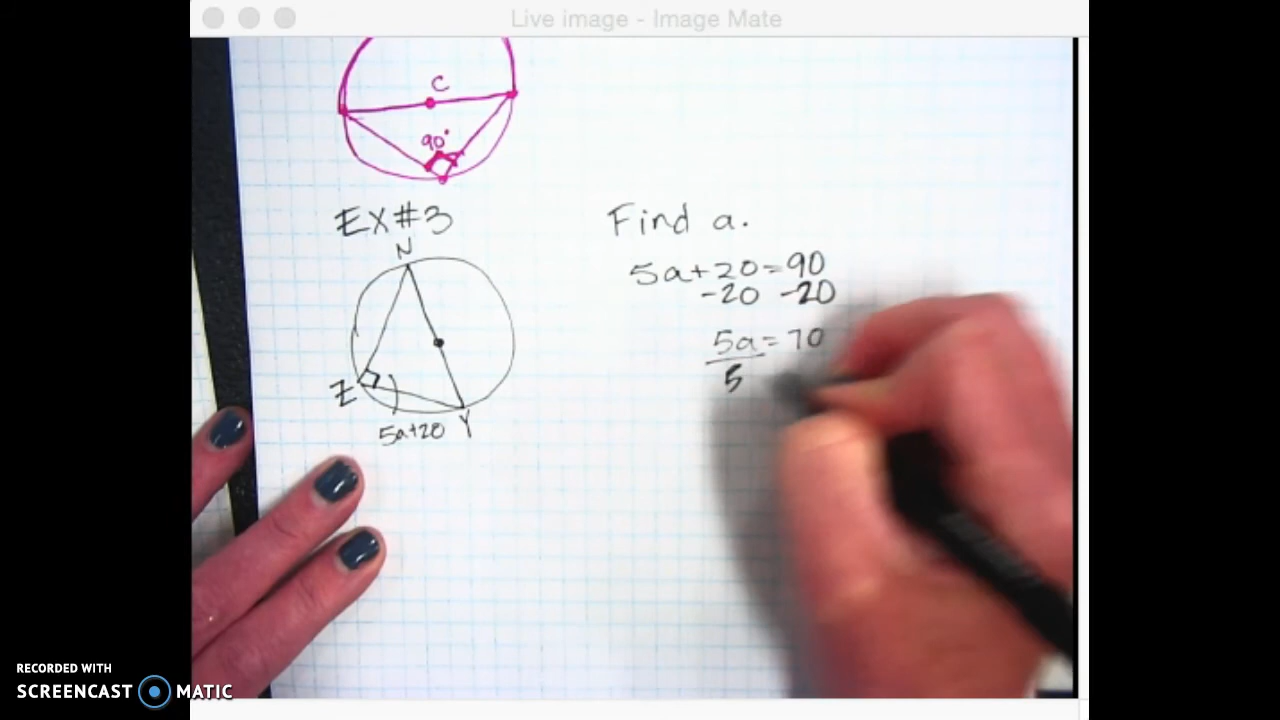 Live image - Image Mate
C
90°
EX#3
Find a.
N
5a+20=90
-20 -20
5a=70
5
Z
5a+20
Y
RECORDED WITH
SCREENCAST MATIC